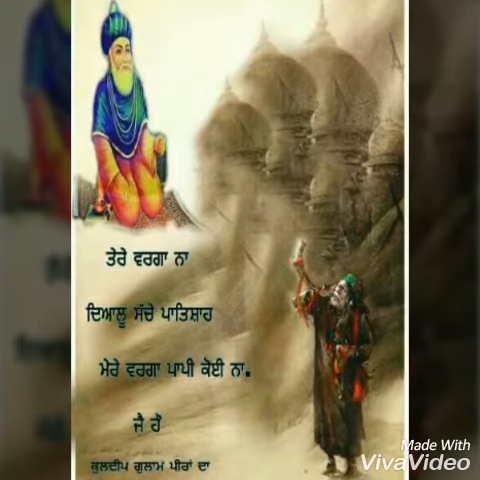 ਤੇਰੇ ਵਰਗਾ ਨਾ
ਦਿਆਲੂ ਸੱਚੇ ਪਾਤਿਸ਼ਾਹ
ਮੇਰੇ ਵਰਗਾ ਪਾਪੀ ਕੋਈ ਨਾ.
ਜੈ ਹੋ
ਕੁਲਦੀਪ ਗੁਲਾਮ ਪੀਰਾਂ ਦਾ
Made With
VivaVideo